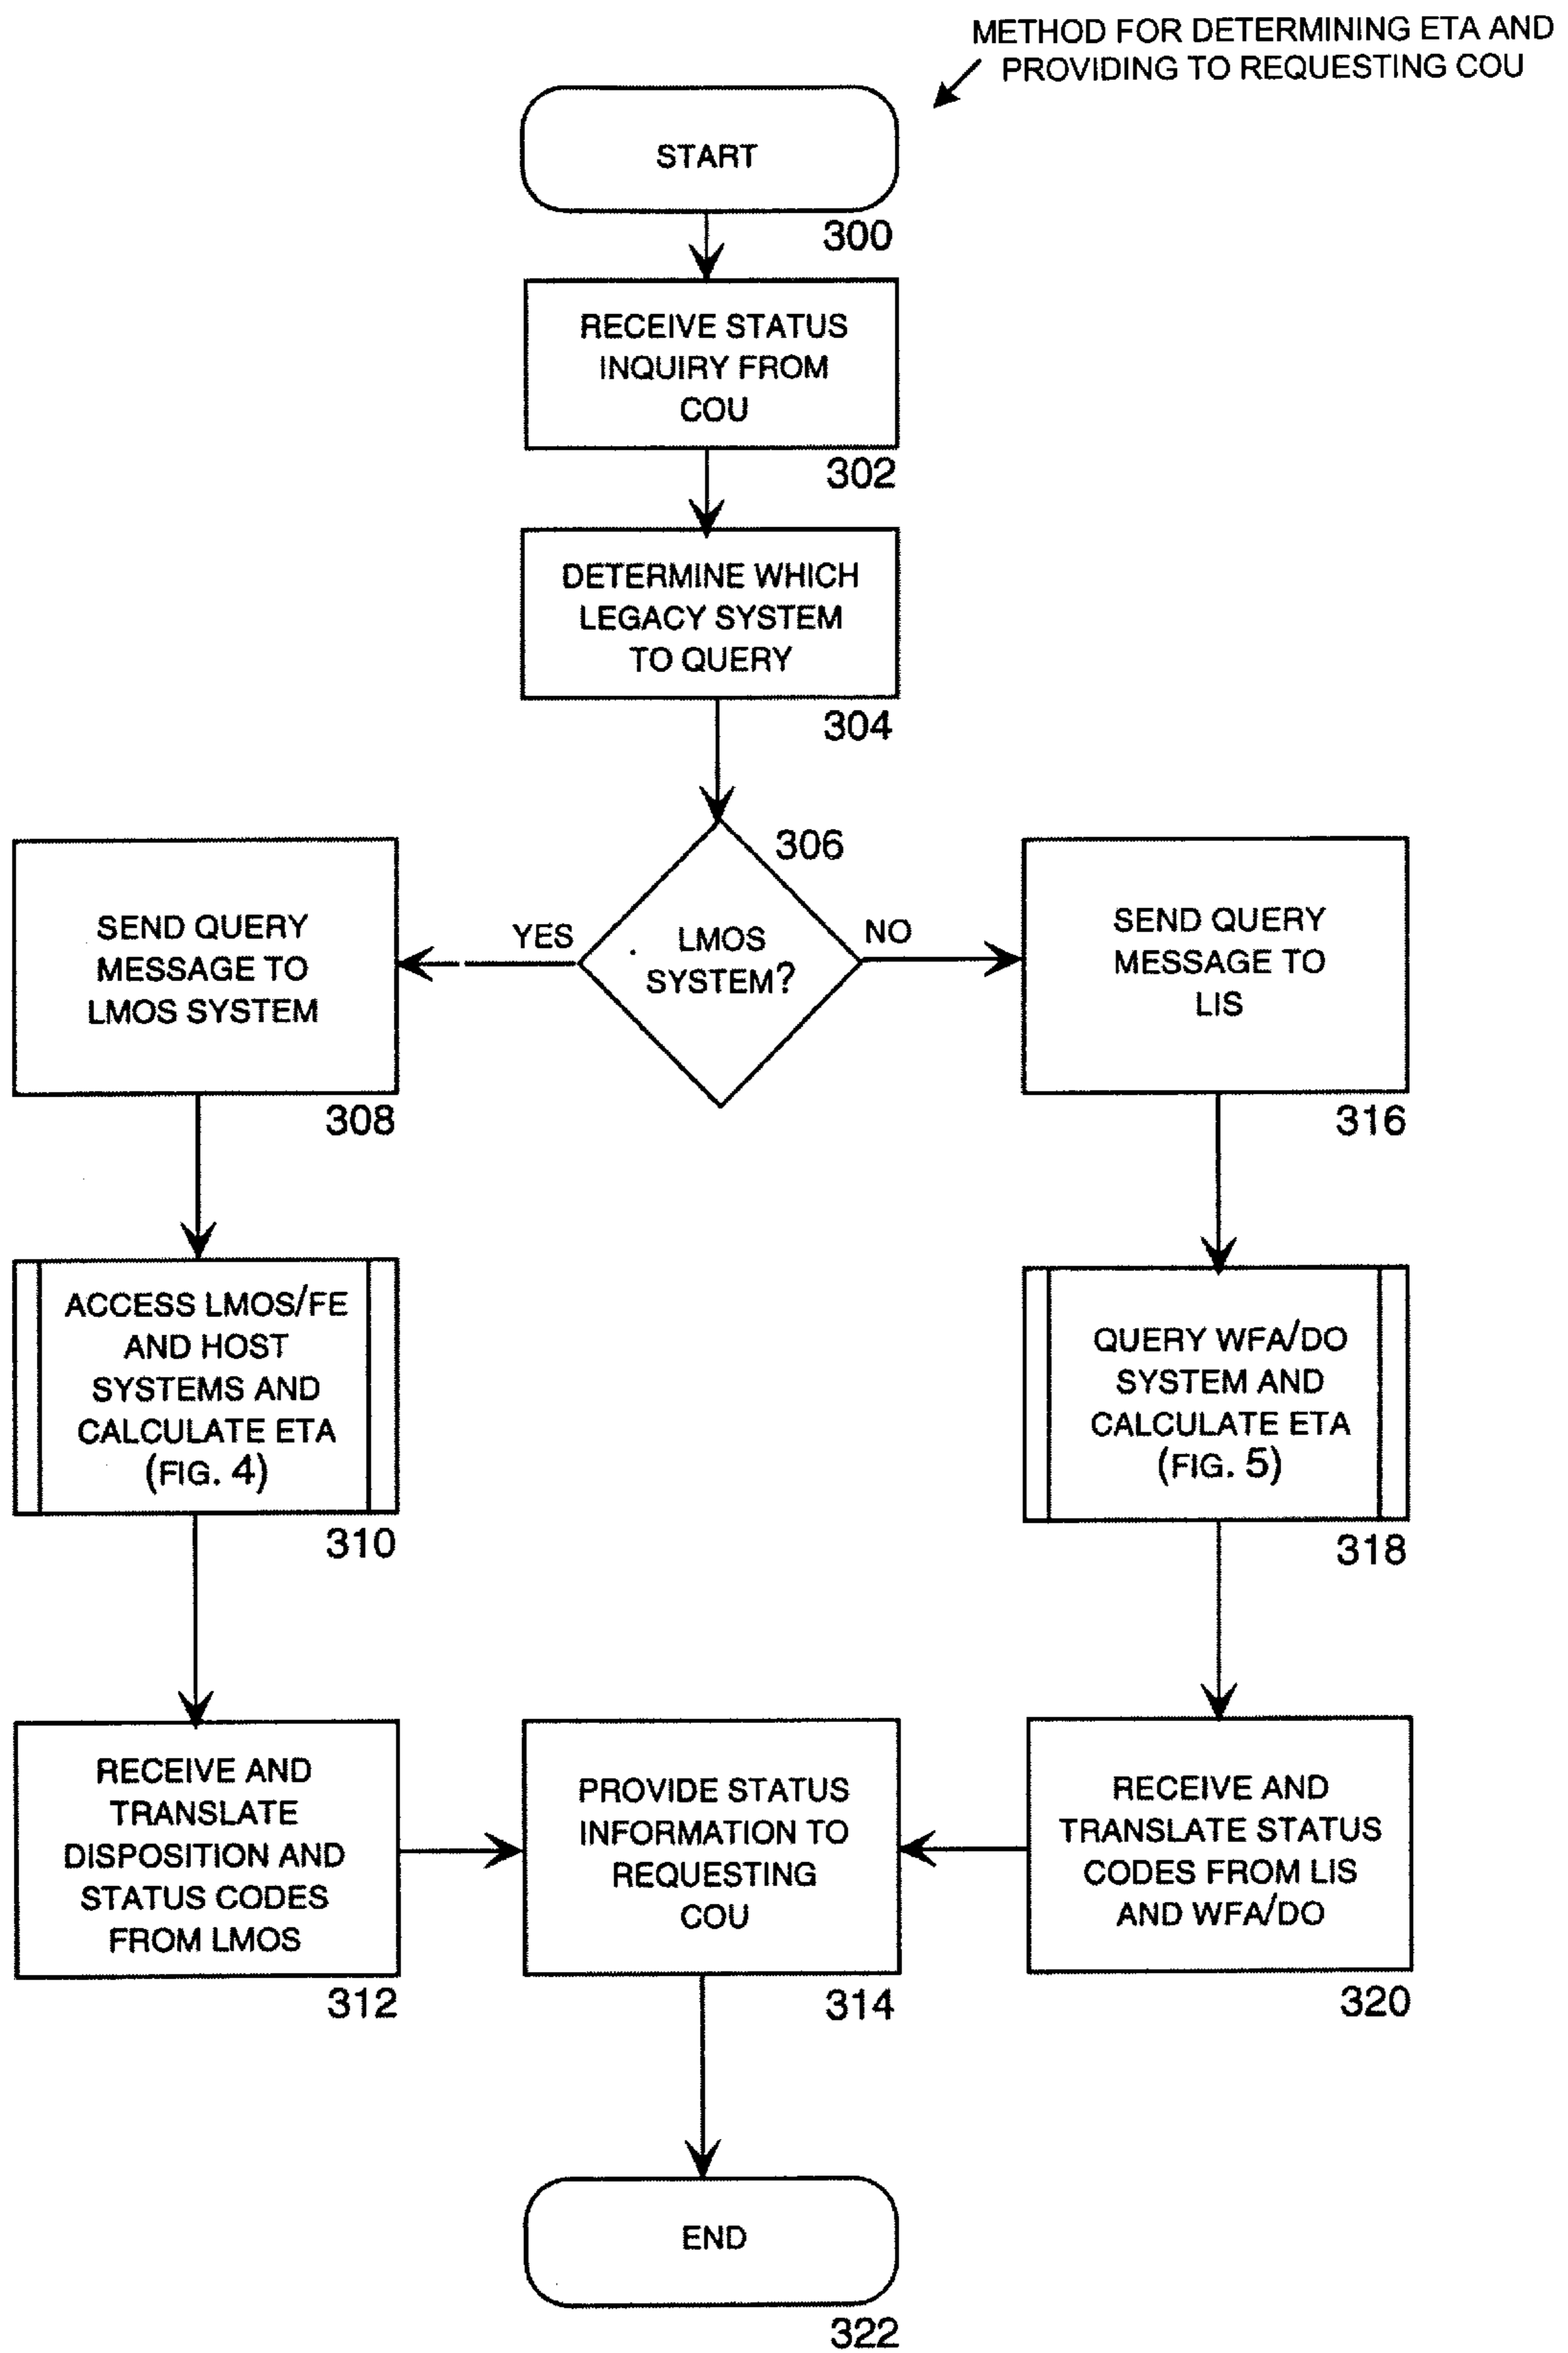 METHOD FOR DETERMINING ETA AND
PROVIDING TO REQUESTING COU
START
300
RECEIVE STATUS
INQUIRY FROM
COU
302
DETERMINE WHICH
LEGACY SYSTEM
TO QUERY
304
306
LMOS
SYSTEM?
YES
NO
SEND QUERY
MESSAGE TO
LMOS SYSTEM
308
SEND QUERY
MESSAGE TO
LIS
316
ACCESS LMOS/FE
AND HOST
SYSTEMS AND
CALCULATE ETA
(FIG. 4)
310
QUERY WFA/DO
SYSTEM AND
CALCULATE ETA
(FIG. 5)
318
RECEIVE AND
TRANSLATE
DISPOSITION AND
STATUS CODES
FROM LMOS
312
PROVIDE STATUS
INFORMATION TO
REQUESTING
COU
314
RECEIVE AND
TRANSLATE STATUS
CODES FROM LIS
AND WFA/DO
320
END
322